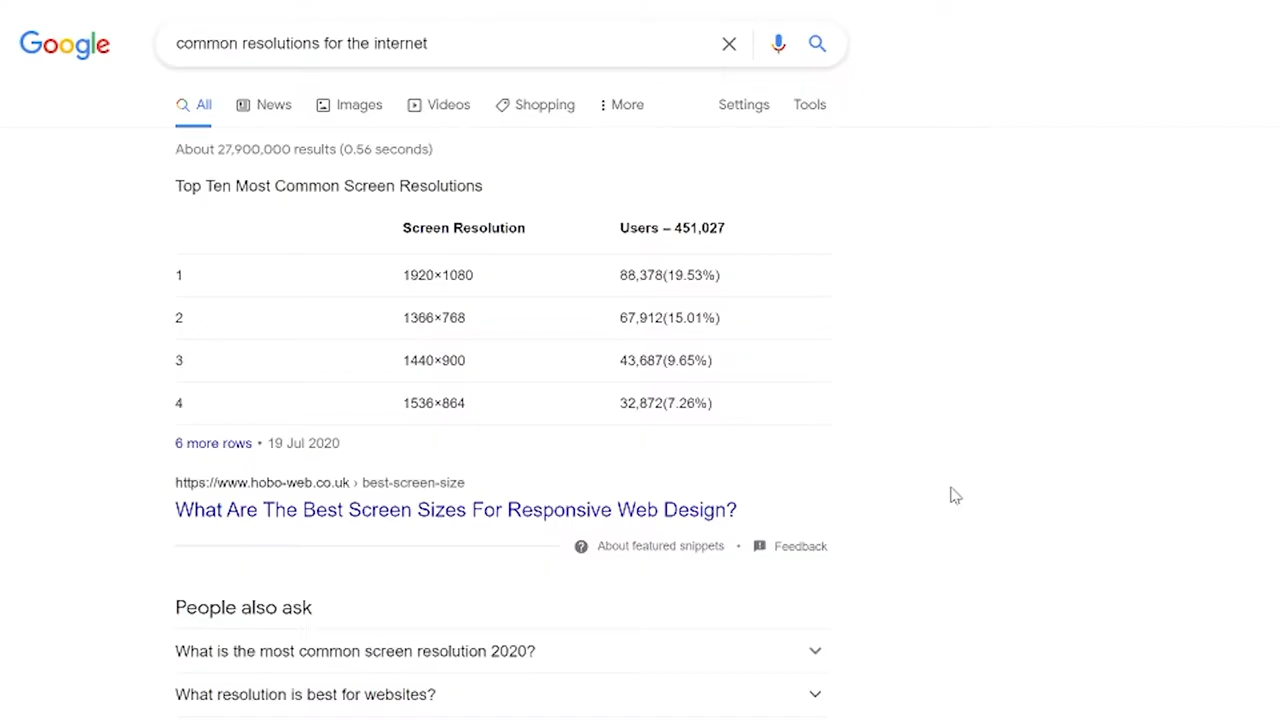 Google
common resolutions for the internet
All News Images Videos Shopping More Settings Tools
About 27,900,000 results (0.56 seconds)
Top Ten Most Common Screen Resolutions
Screen Resolution Users – 451,027
1 1920×1080 88,378(19.53%)
2 1366×768 67,912(15.01%)
3 1440×900 43,687(9.65%)
4 1536×864 32,872(7.26%)
6 more rows • 19 Jul 2020
https://www.hobo-web.co.uk › best-screen-size
What Are The Best Screen Sizes For Responsive Web Design?
About featured snippets • Feedback
People also ask
What is the most common screen resolution 2020?
What resolution is best for websites?